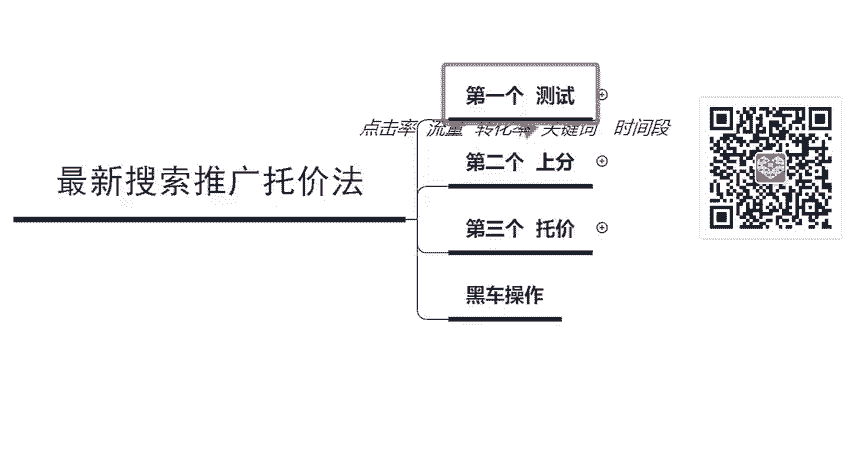 最新搜索推广托价法
第一个 测试
点击率 流量 转化率 关键词 时间段
第二个 上分
第三个 托价
黑车操作